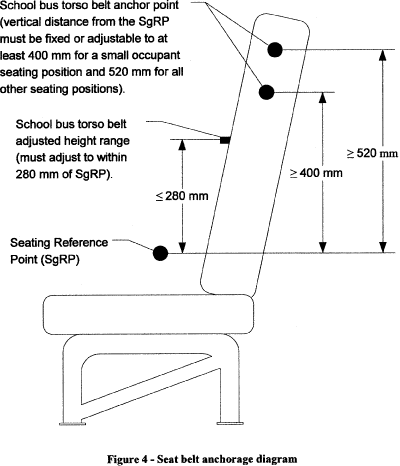 School bus torso belt anchor point
(vertical distance from the SgRP
must be fixed or adjustable to at
least 400 mm for a small occupant
seating position and 520 mm for all
other seating positions).
School bus torso belt
adjusted height range
(must adjust to within
280 mm of SgRP).
≥ 520 mm
≥ 400 mm
≤ 280 mm
Seating Reference
Point (SgRP)
Figure 4 - Seat belt anchorage diagram